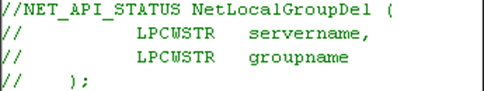 //NET_API_STATUS NetLocalGroupDel (
//        LPCWSTR   servername,
//        LPCWSTR   groupname
//    );